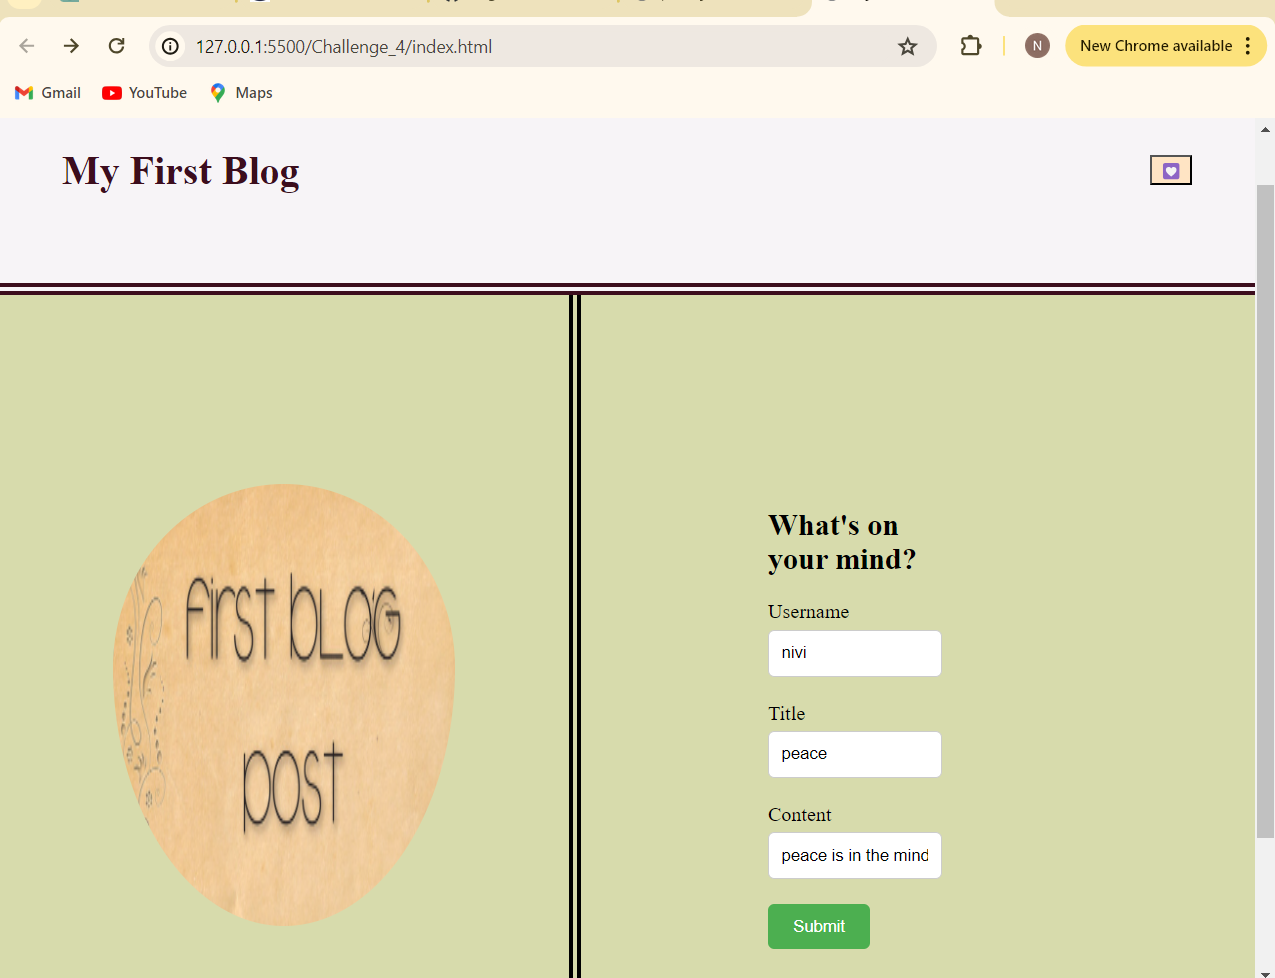 127.0.0.1:5500/Challenge_4/index.html
N
New Chrome available
Gmail
YouTube
Maps
My First Blog
first bLOG
post
What's on
your mind?
Username
nivi
Title
peace
Content
peace is in the mind
Submit